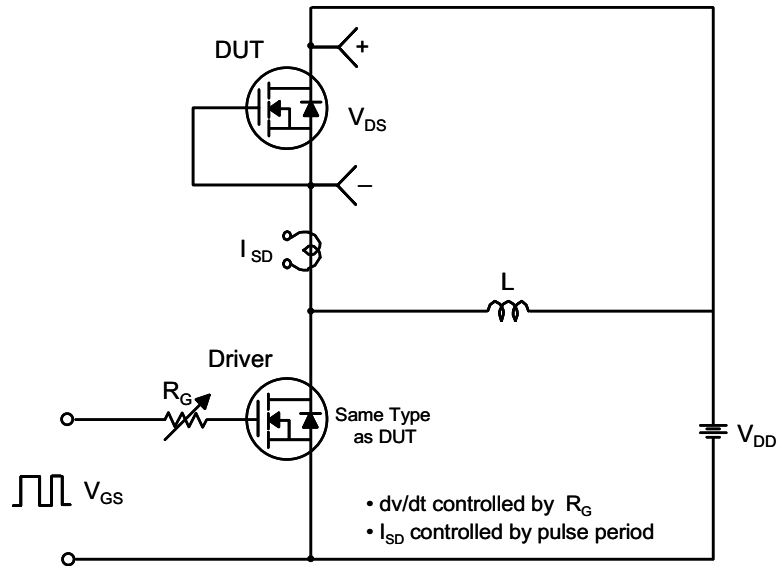 DUT
+
V_DS
−
I_SD
L
Driver
R_G
Same Type
as DUT
V_DD
V_GS
• dv/dt controlled by R_G
• I_SD controlled by pulse period